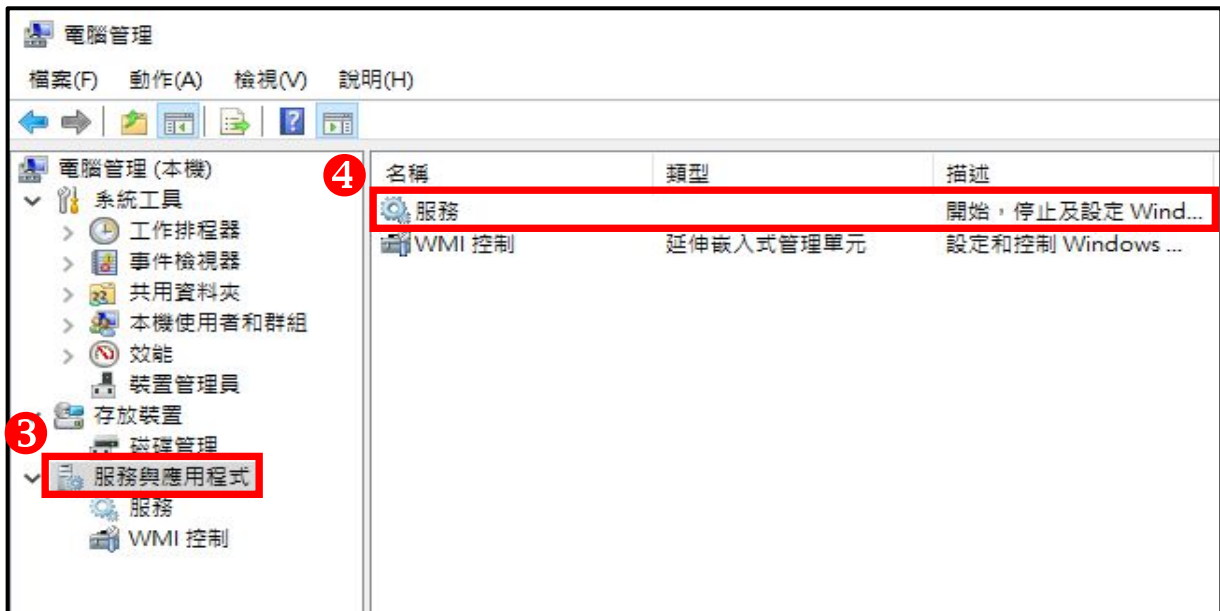 電腦管理
檔案(F) 動作(A) 檢視(V) 說明(H)
電腦管理 (本機)
系統工具
工作排程器
事件檢視器
共用資料夾
本機使用者和群組
效能
裝置管理員
存放裝置
3
磁碟管理
服務與應用程式
服務
WMI 控制
4
名稱 類型 描述
服務 開始，停止及設定 Wind...
WMI 控制 延伸嵌入式管理單元 設定和控制 Windows ...